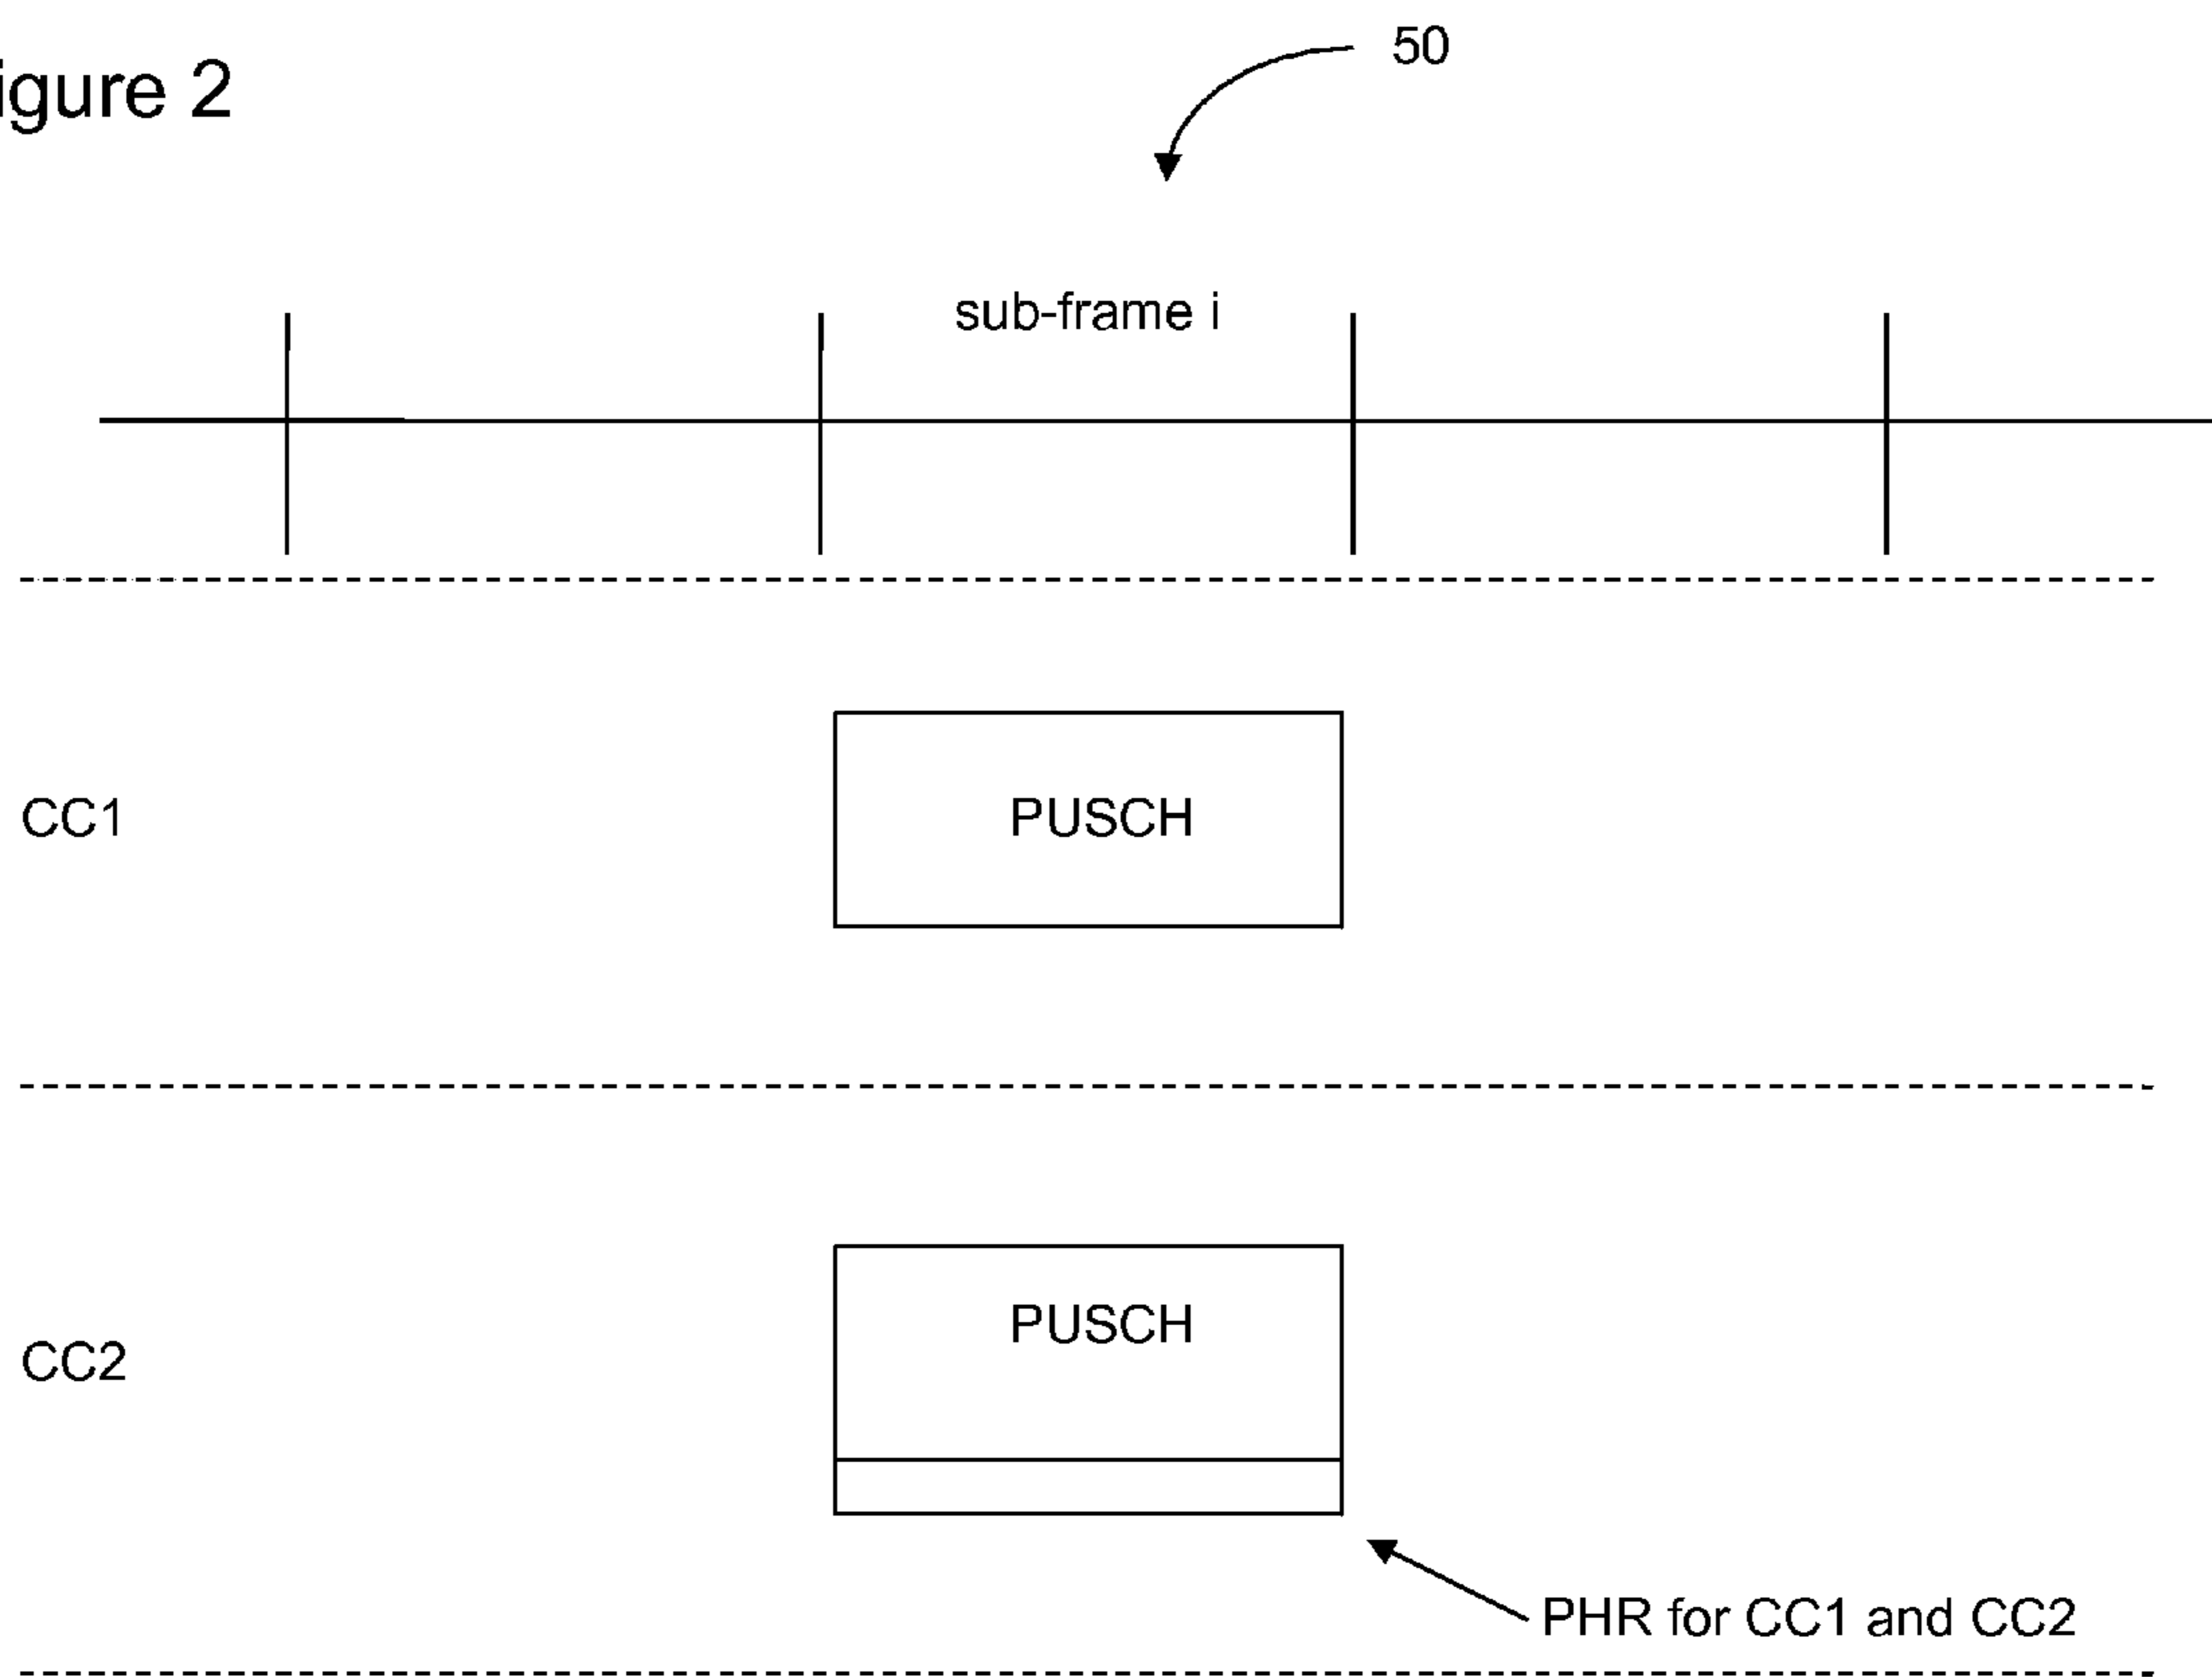 igure 2
50
sub-frame i
CC1
PUSCH
CC2
PUSCH
PHR for CC1 and CC2